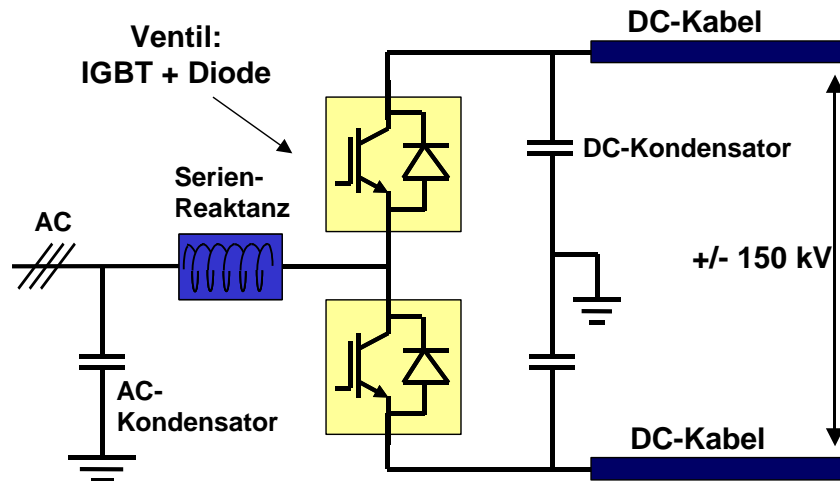 Ventil:
IGBT + Diode
DC-Kabel
DC-Kondensator
Serien-
Reaktanz
AC
+/- 150 kV
AC-
Kondensator
DC-Kabel